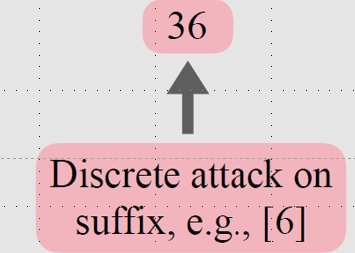 36
Discrete attack on
suffix, e.g., [6]